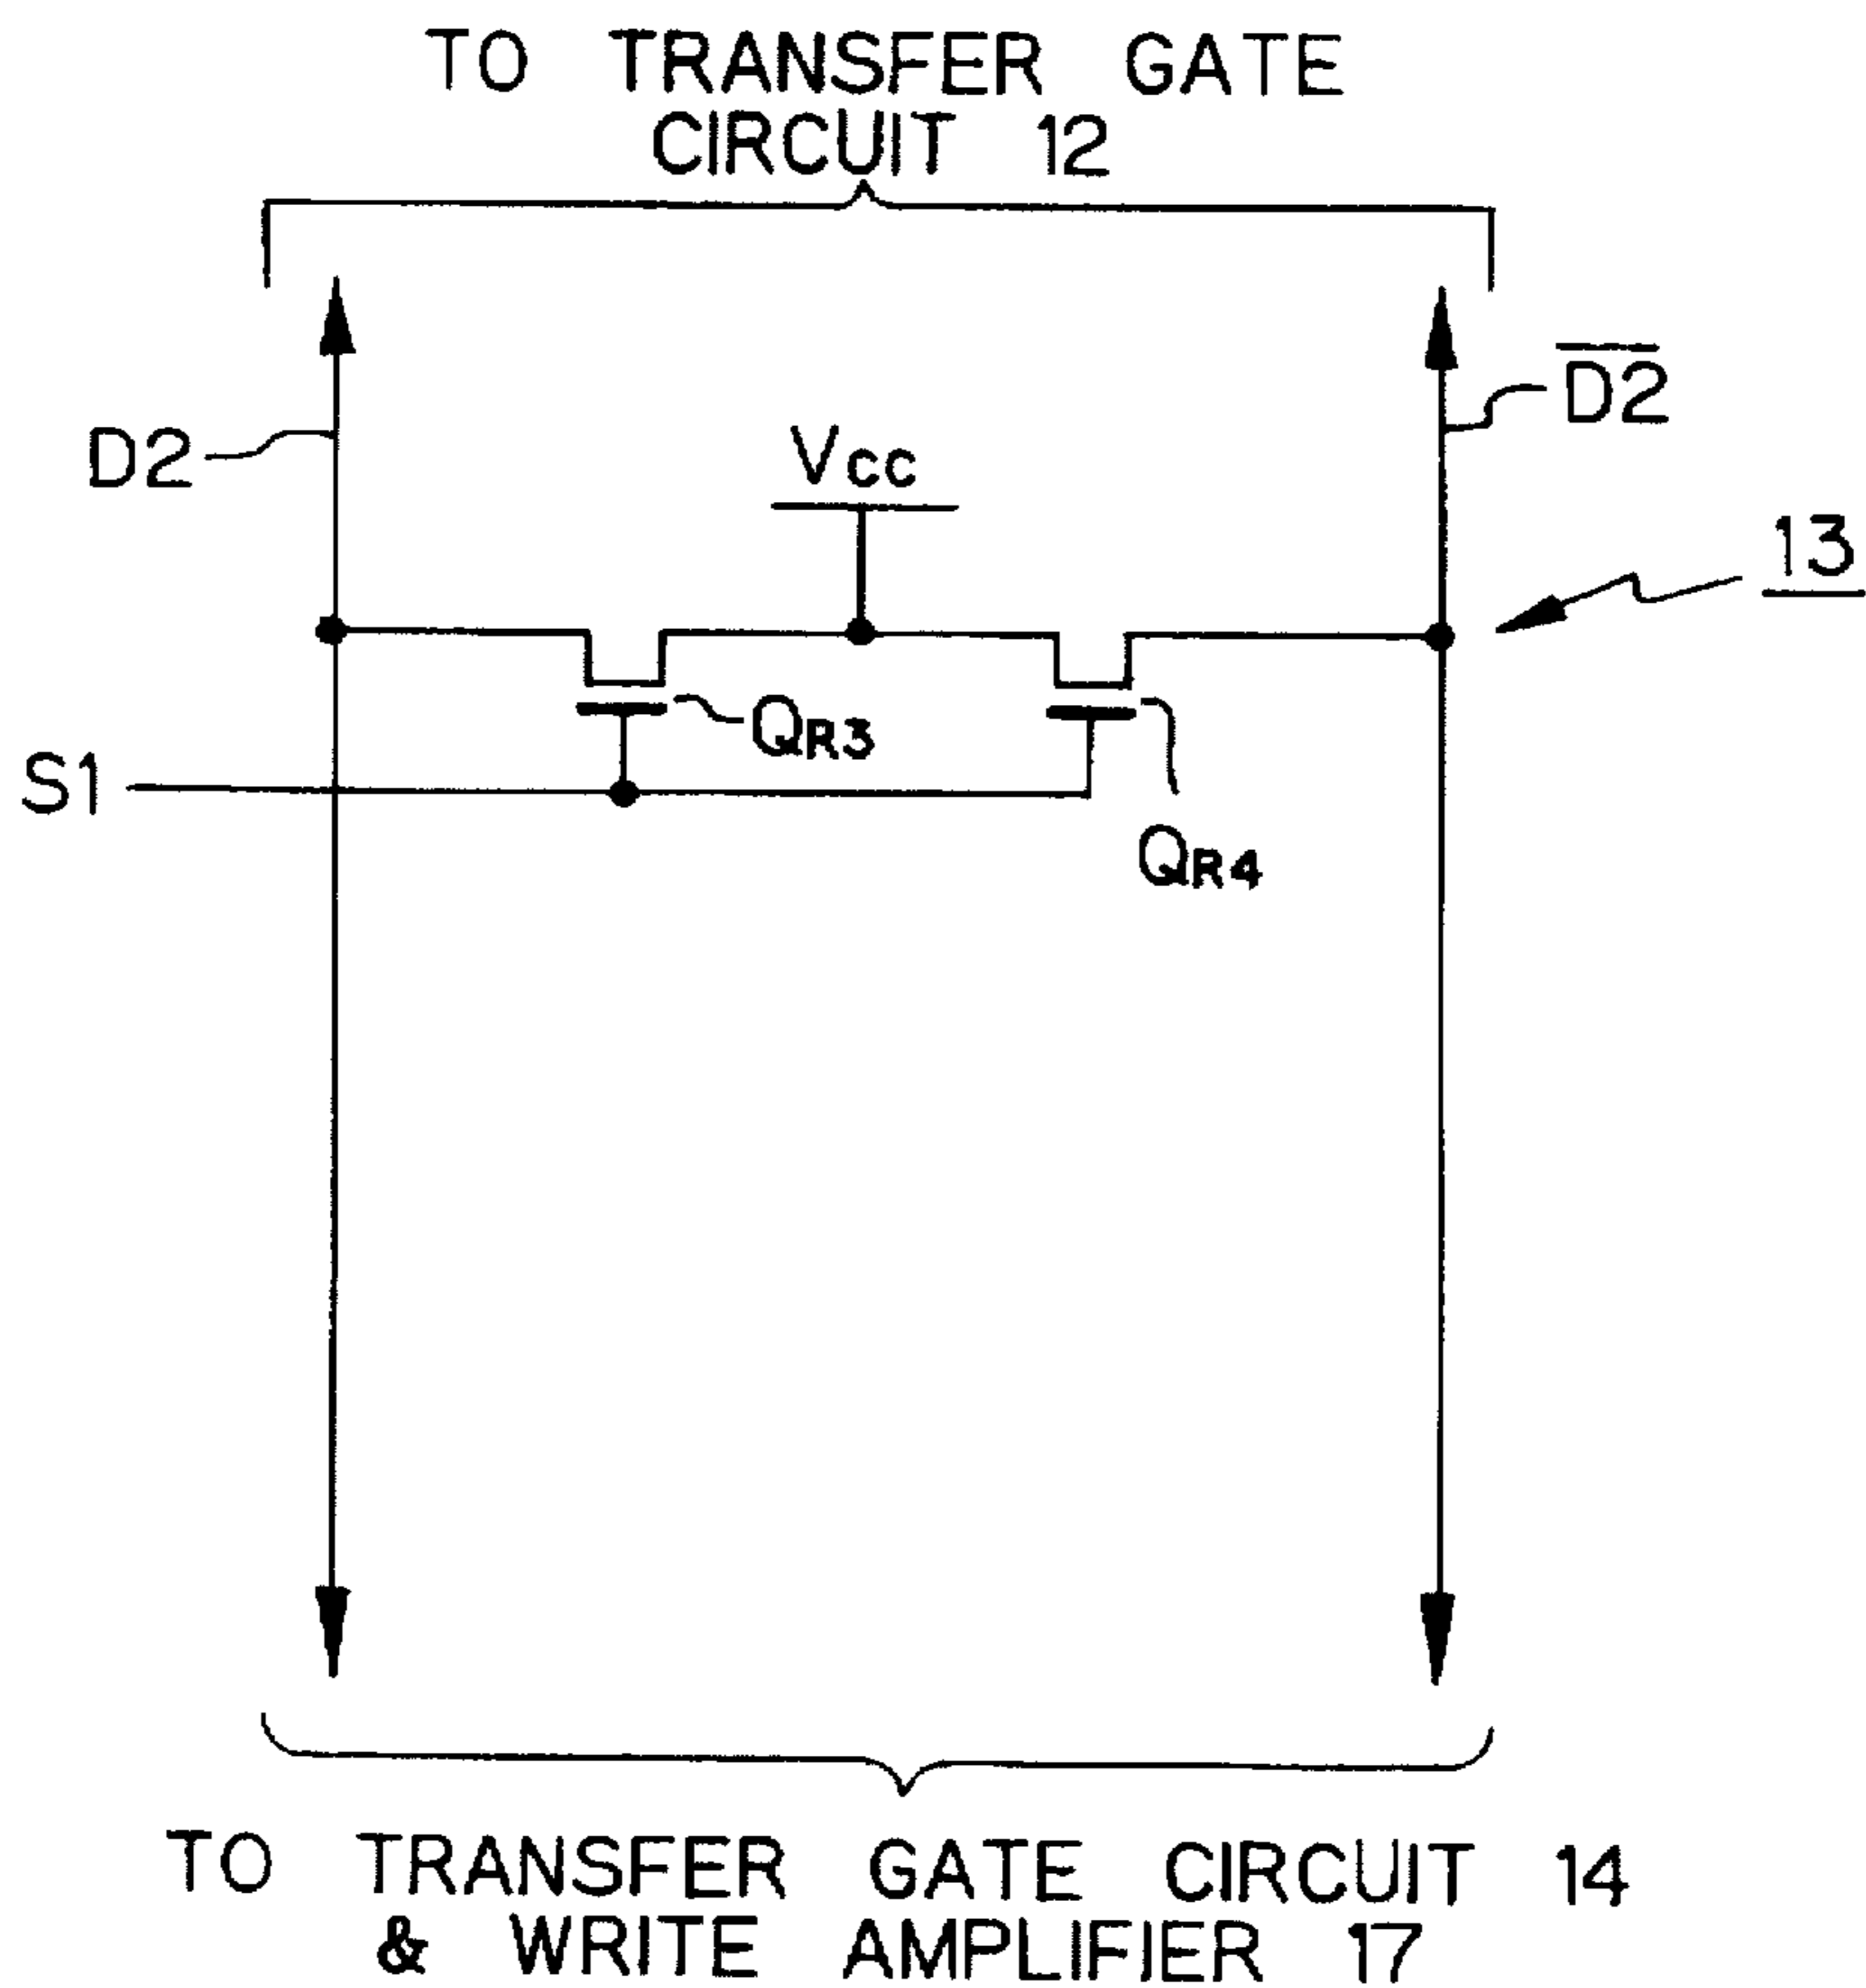 TO TRANSFER GATE
CIRCUIT 12
D2
D2̅
Vcc
13
QR3
S1
QR4
TO TRANSFER GATE CIRCUIT 14
& WRITE AMPLIFIER 17